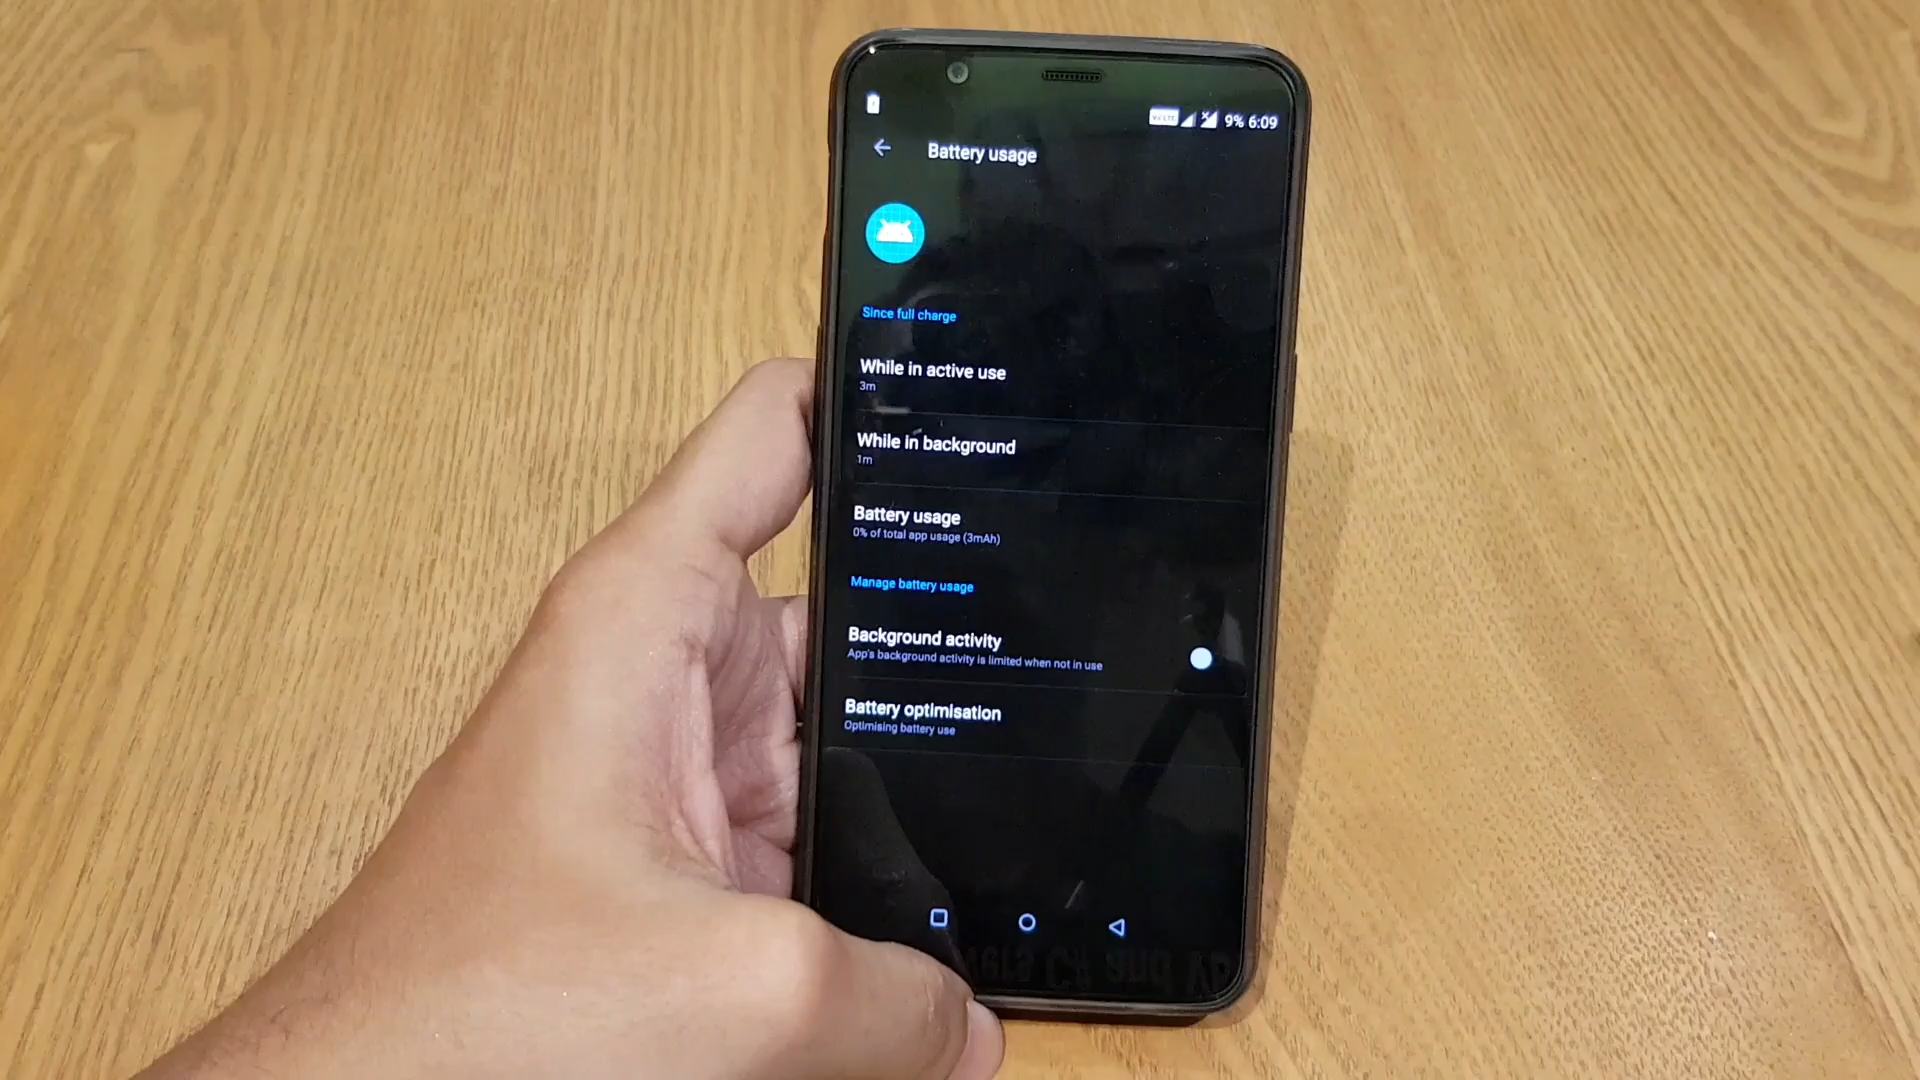 VoLTE 9% 6:09
Battery usage
Since full charge
While in active use
3m
While in background
1m
Battery usage
0% of total app usage (3mAh)
Manage battery usage
Background activity
App's background activity is limited when not in use
Battery optimisation
Optimising battery use